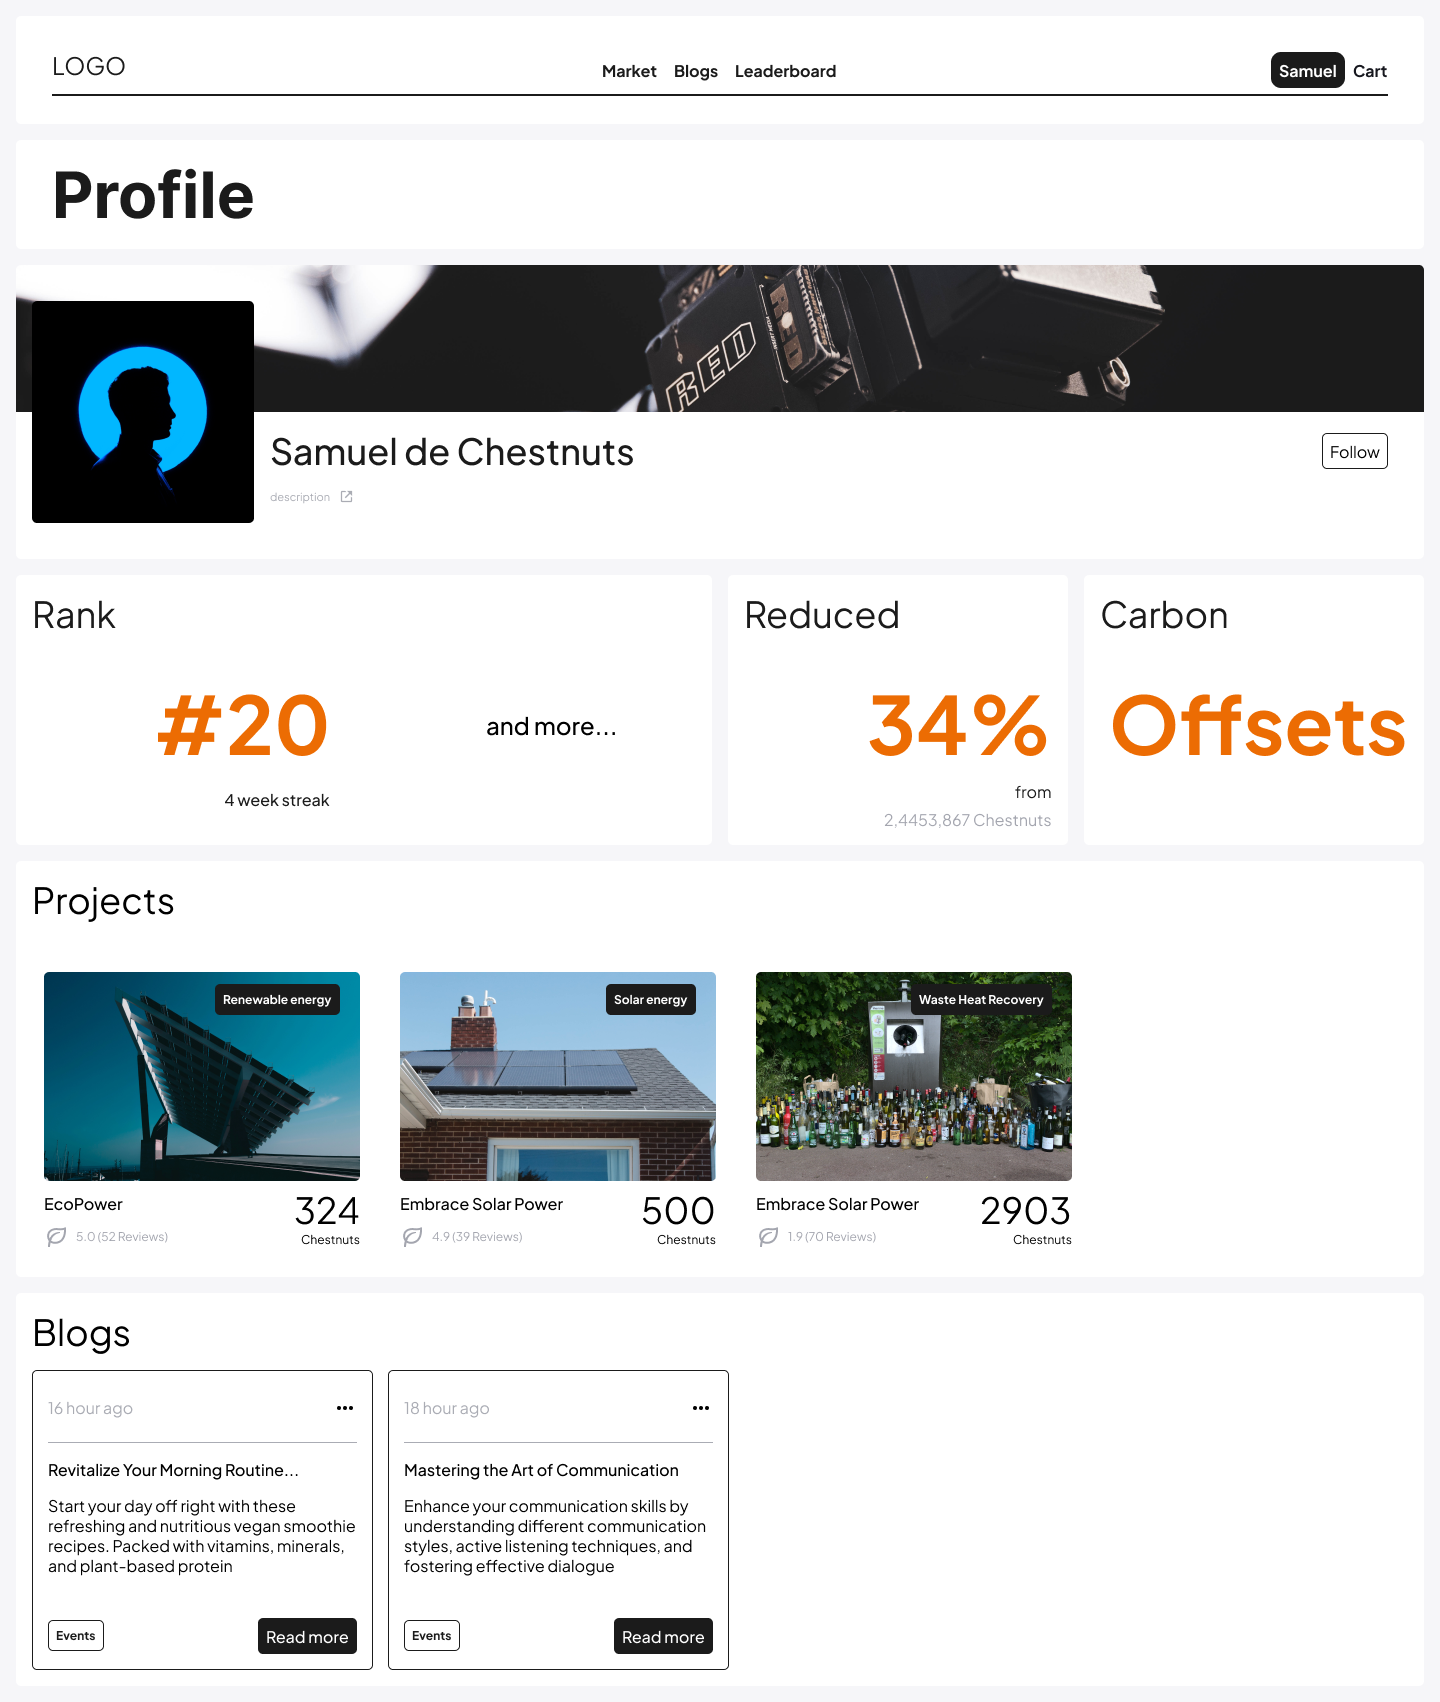 LOGO
Market Blogs Leaderboard
Samuel Cart
Profile
RED
RED
Samuel de Chestnuts
Follow
description
Rank
#20
4 week streak
and more...
Reduced
34%
from
2,4453,867 Chestnuts
Carbon
Offsets
Projects
Renewable energy
EcoPower
324
5.0 (52 Reviews)
Chestnuts
Solar energy
Embrace Solar Power
500
4.9 (39 Reviews)
Chestnuts
Waste Heat Recovery
Embrace Solar Power
2903
1.9 (70 Reviews)
Chestnuts
Blogs
16 hour ago
Revitalize Your Morning Routine...
Start your day off right with these
refreshing and nutritious vegan smoothie
recipes. Packed with vitamins, minerals,
and plant-based protein
Events
Read more
18 hour ago
Mastering the Art of Communication
Enhance your communication skills by
understanding different communication
styles, active listening techniques, and
fostering effective dialogue
Events
Read more